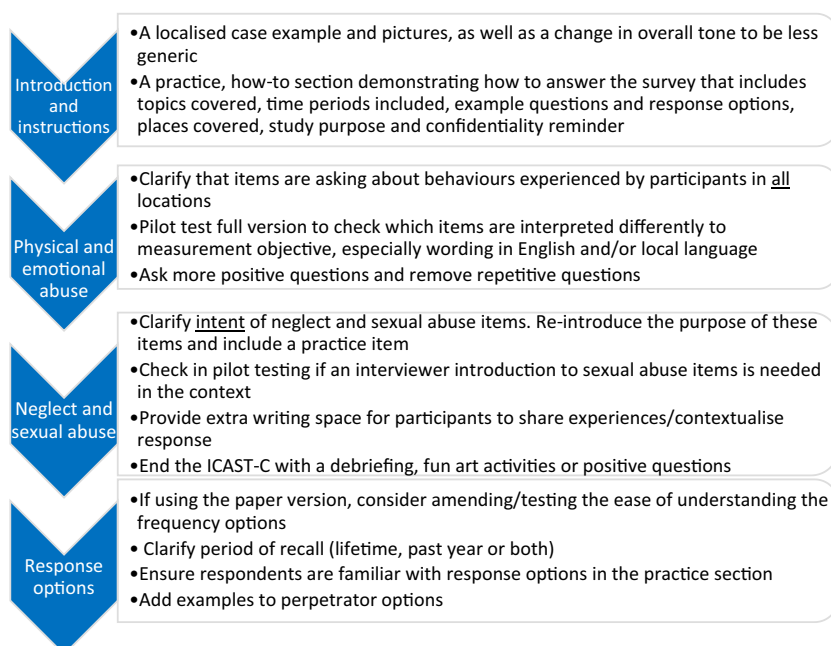 Introduction
and
instructions
•A localised case example and pictures, as well as a change in overall tone to be less
generic
•A practice, how-to section demonstrating how to answer the survey that includes
topics covered, time periods included, example questions and response options,
places covered, study purpose and confidentiality reminder
Physical and
emotional
abuse
•Clarify that items are asking about behaviours experienced by participants in all
locations
•Pilot test full version to check which items are interpreted differently to
measurement objective, especially wording in English and/or local language
•Ask more positive questions and remove repetitive questions
Neglect and
sexual abuse
•Clarify intent of neglect and sexual abuse items. Re-introduce the purpose of these
items and include a practice item
•Check in pilot testing if an interviewer introduction to sexual abuse items is needed
in the context
•Provide extra writing space for participants to share experiences/contextualise
response
•End the ICAST-C with a debriefing, fun art activities or positive questions
Response
options
•If using the paper version, consider amending/testing the ease of understanding the
frequency options
• Clarify period of recall (lifetime, past year or both)
•Ensure respondents are familiar with response options in the practice section
•Add examples to perpetrator options